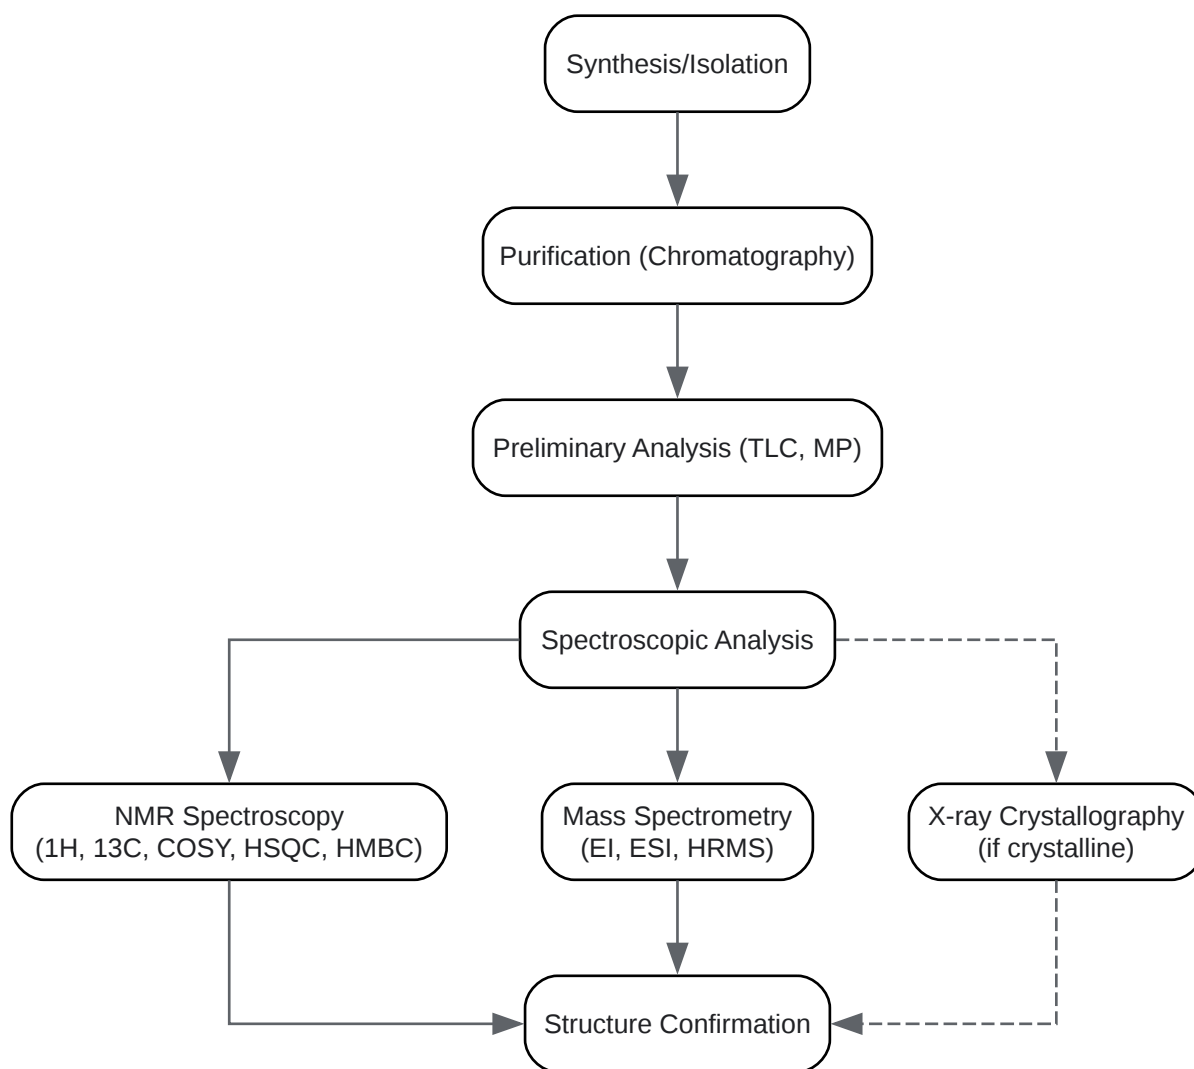 Synthesis/Isolation
Purification (Chromatography)
Preliminary Analysis (TLC, MP)
Spectroscopic Analysis
NMR Spectroscopy
(1H, 13C, COSY, HSQC, HMBC)
Mass Spectrometry
(EI, ESI, HRMS)
X-ray Crystallography
(if crystalline)
Structure Confirmation